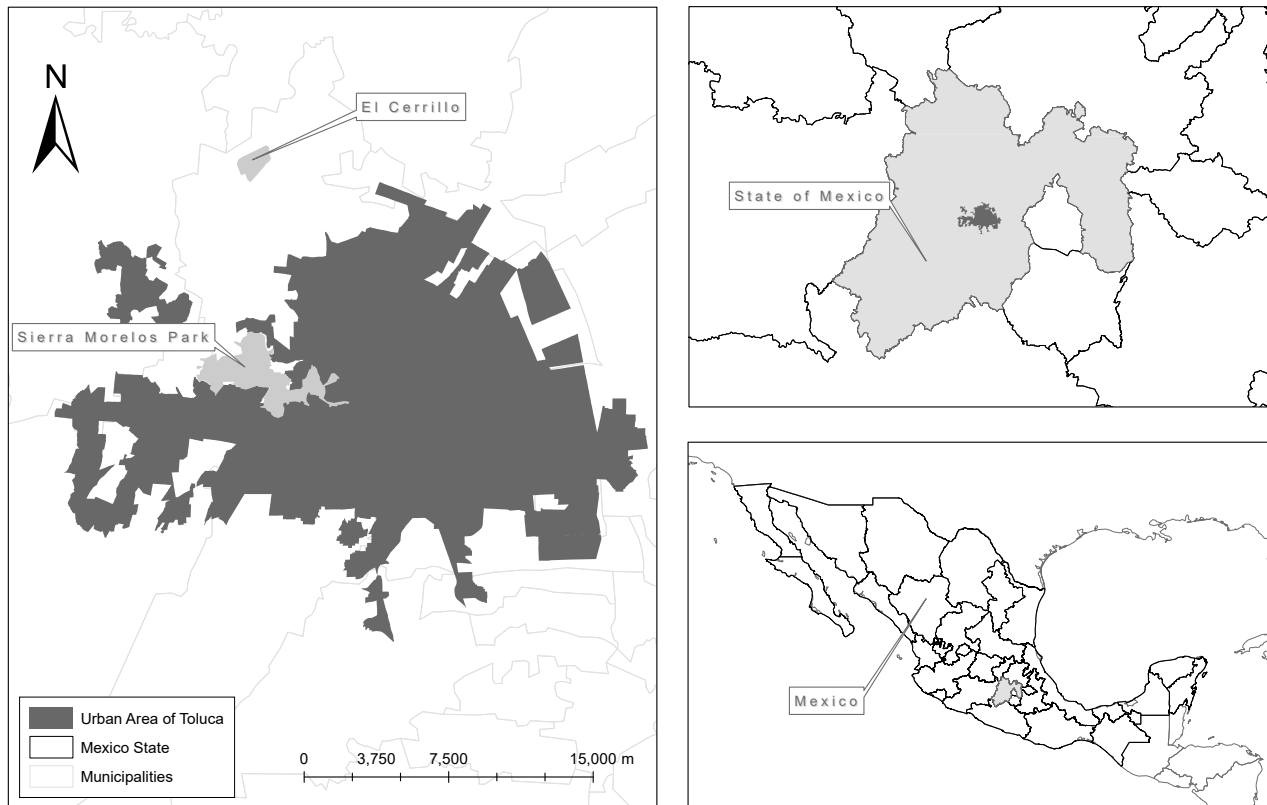 N
El Cerrillo
Sierra Morelos Park
Urban Area of Toluca
Mexico State
Municipalities
0 3,750 7,500 15,000 m
State of Mexico
Mexico